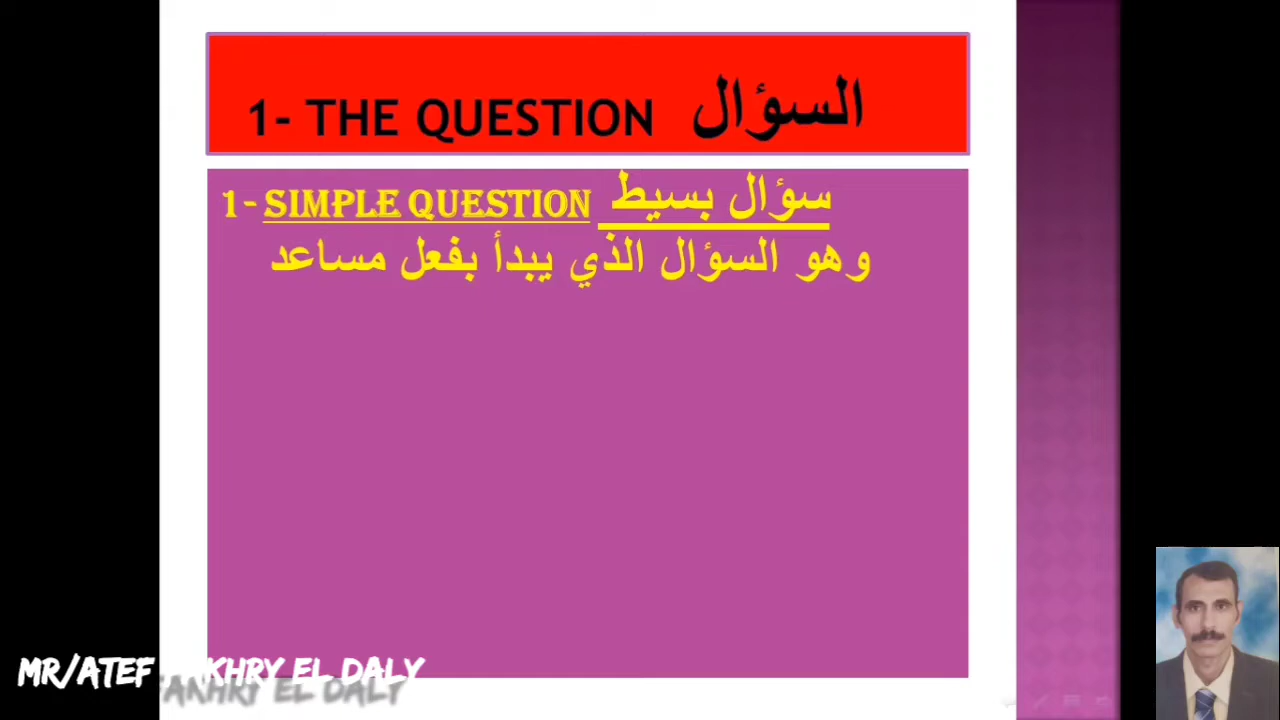 1- THE QUESTION السؤال
1- SIMPLE QUESTION سؤال بسيط
وهو السؤال الذي يبدأ بفعل مساعد
MR/ATEF EL DALY